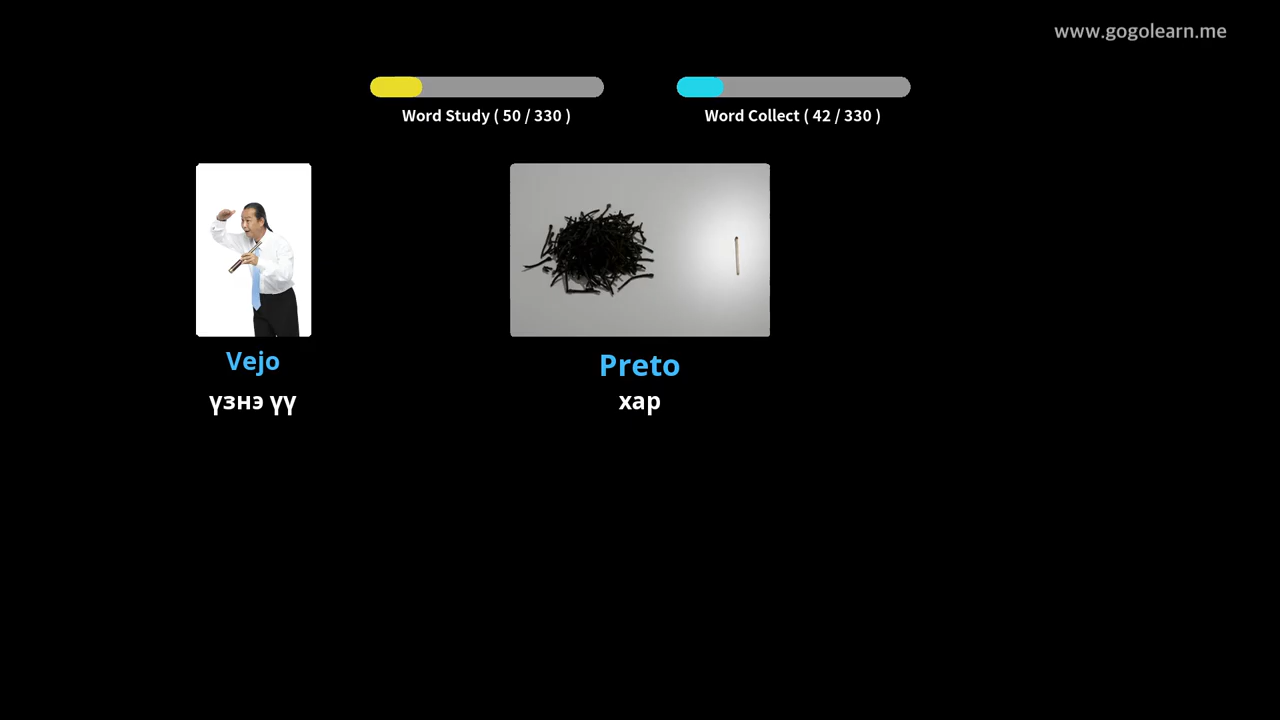 www.gogolearn.me
Word Study ( 50 / 330 )
Word Collect ( 42 / 330 )
Vejo
үзнэ үү
Preto
хар